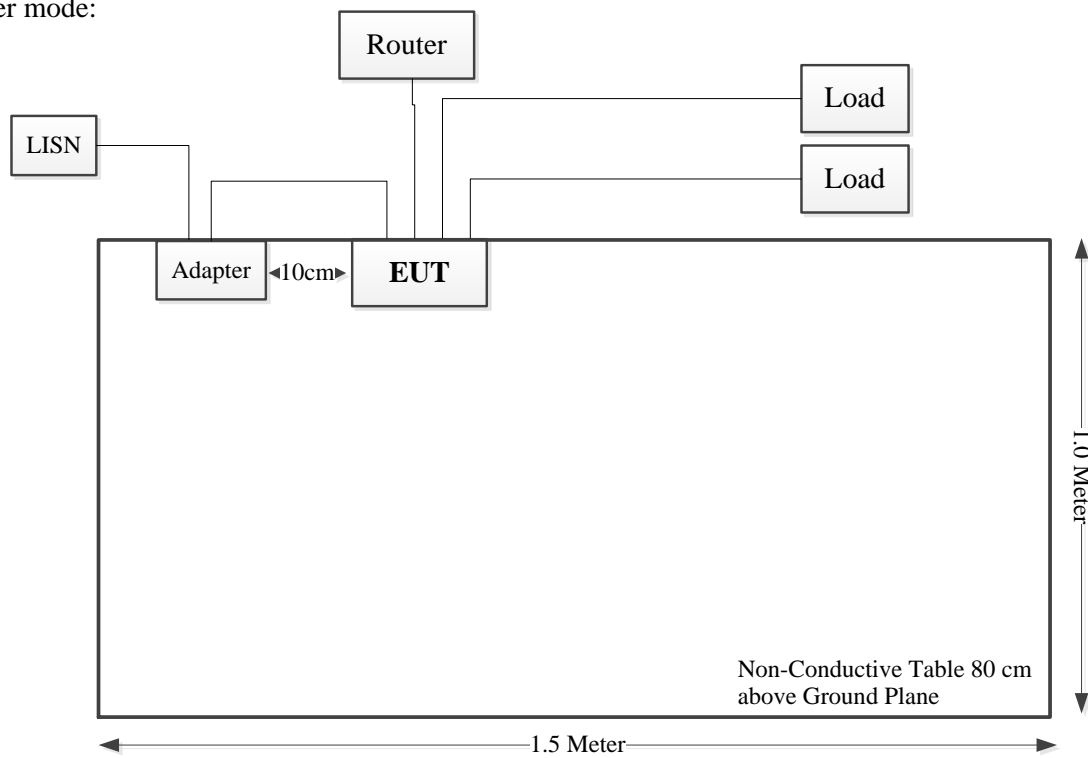 er mode:
Router
Load
LISN
Load
Adapter
10cm
EUT
1.0 Meter
Non-Conductive Table 80 cm
above Ground Plane
1.5 Meter